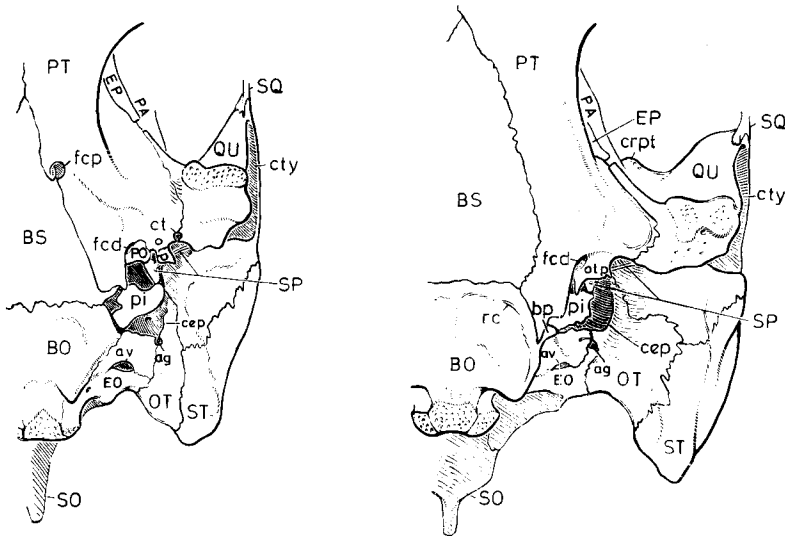 PT
EP
PA
SQ
QU
fcp
cty
BS
ct
fcd
PO
SP
pi
cep
BO
av
ag
EO
OT
ST
SO
PT
PA
EP
crpt
SQ
QU
cty
BS
fcd
otp
SP
rc
bp
pi
cep
BO
av
EO
ag
OT
ST
SO